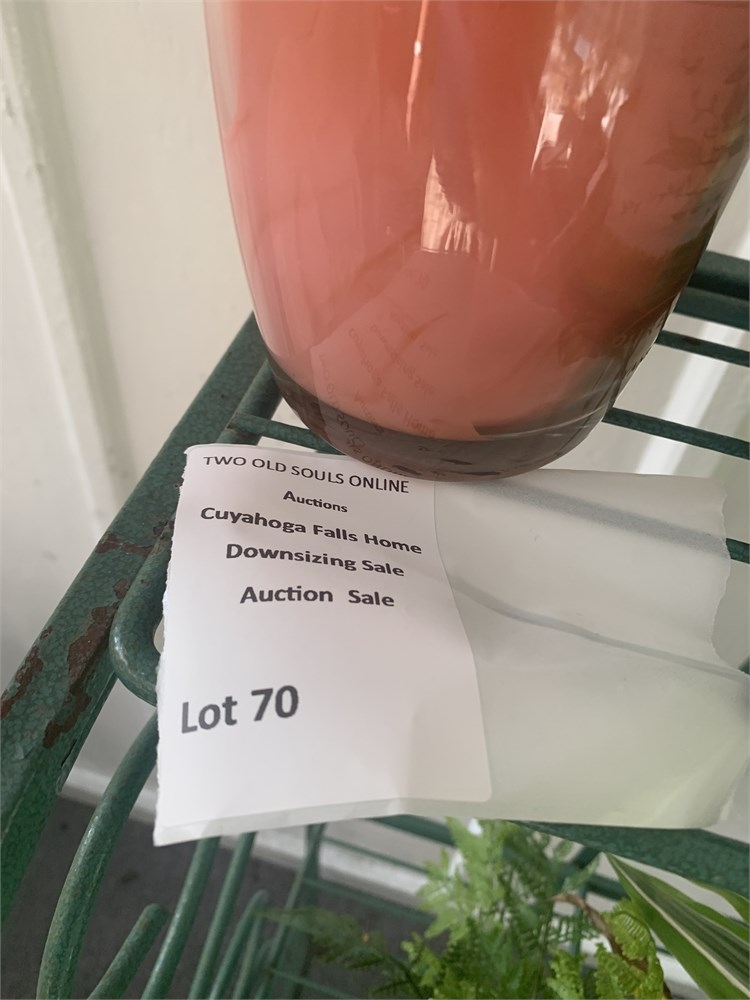 TWO OLD SOULS ONLINE
Auctions
Cuyahoga Falls Home
Downsizing Sale
Auction Sale
Lot 70